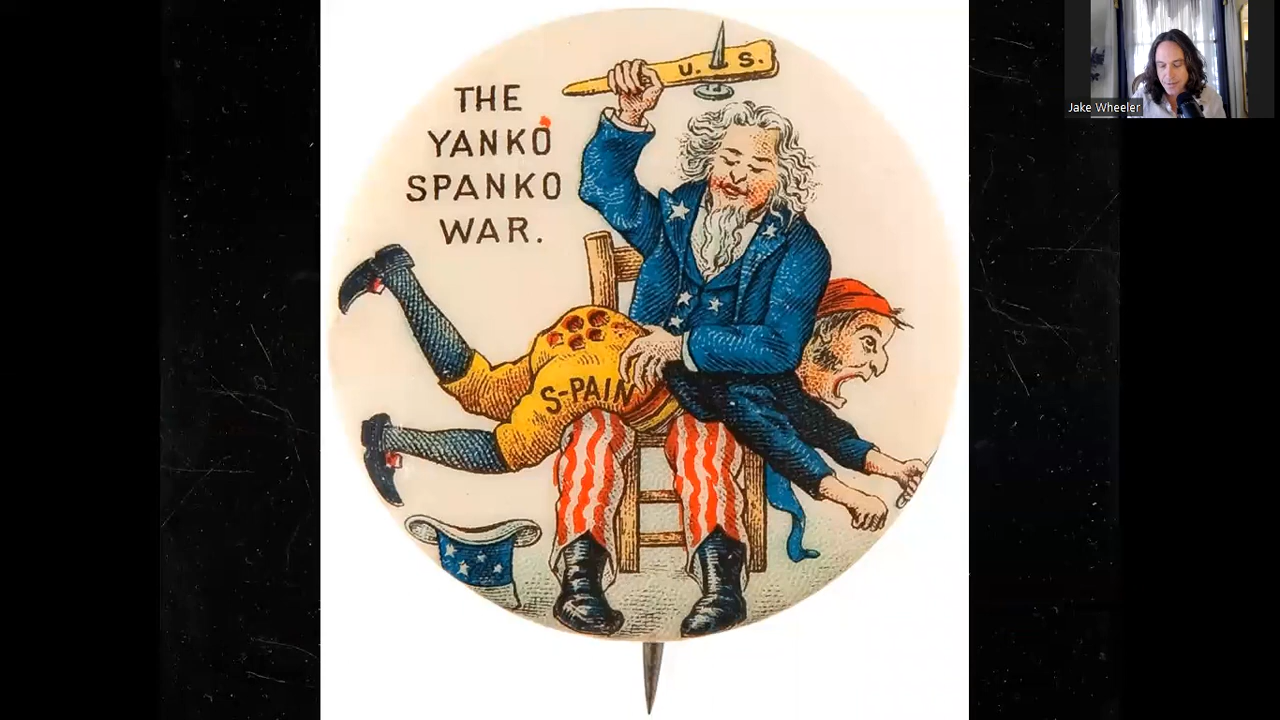 THE
YANKO
SPANKO
WAR.
U. S.
S-PAIN
Jake Wheeler